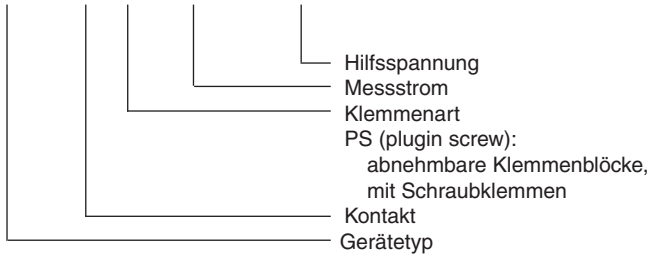 Hilfsspannung
Messstrom
Klemmenart
PS (plugin screw):
abnehmbare Klemmenblöcke,
mit Schraubklemmen
Kontakt
Gerätetyp